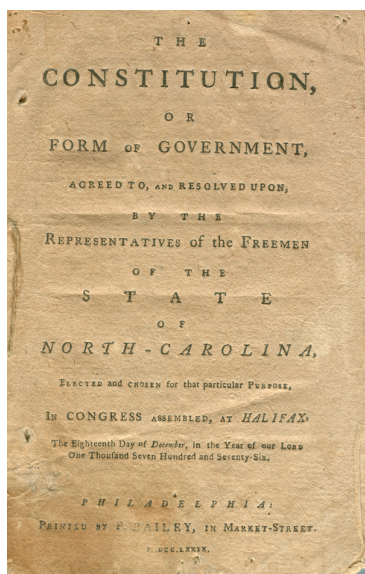 THE
CONSTITUTION,
OR
FORM OF GOVERNMENT,
AGREED TO, AND RESOLVED UPON,
BY THE
REPRESENTATIVES of the FREEMEN
OF THE
STATE
OF
NORTH-CAROLINA,
ELECTED and CHOSEN for that particular PURPOSE,
IN CONGRESS ASSEMBLED, AT HALIFAX,
The Eighteenth Day of December, in the Year of our LORD
One Thouſand Seven Hundred and Seventy-Six.
PHILADELPHIA:
PRINTED BY F. BAILEY, IN MARKET-STREET.
M.DCC.LXXIX.